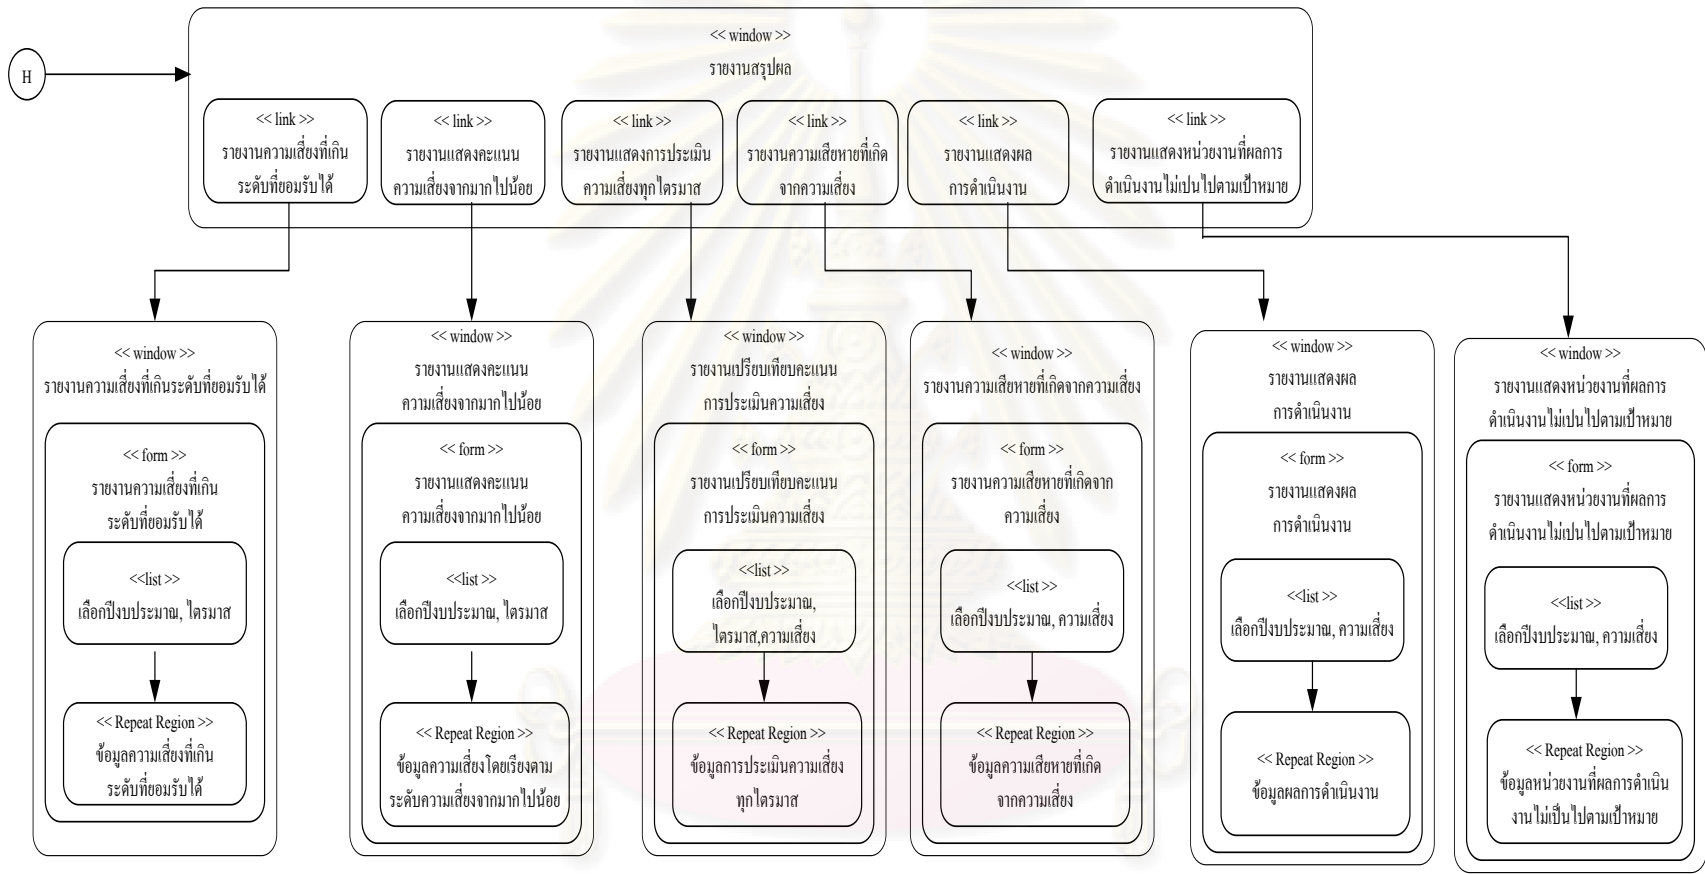 H
<< window >>
รายงานสรุปผล
<< link >>
รายงานความเสี่ยงที่เกิน
ระดับที่ยอมรับได้
<< link >>
รายงานแสดงคะแนน
ความเสี่ยงจากมากไปน้อย
<< link >>
รายงานแสดงการประเมิน
ความเสี่ยงทุกไตรมาส
<< link >>
รายงานความเสียหายที่เกิด
จากความเสี่ยง
<< link >>
รายงานแสดงผล
การดำเนินงาน
<< link >>
รายงานแสดงหน่วยงานที่ผลการ
ดำเนินงานไม่เปนไปตามเป้าหมาย
<< window >>
รายงานความเสี่ยงที่เกินระดับที่ยอมรับได้
<< form >>
รายงานความเสี่ยงที่เกิน
ระดับที่ยอมรับได้
<<list >>
เลือกปีงบประมาณ, ไตรมาส
<< Repeat Region >>
ข้อมูลความเสี่ยงที่เกิน
ระดับที่ยอมรับได้
<< window >>
รายงานแสดงคะแนน
ความเสี่ยงจากมากไปน้อย
<< form >>
รายงานแสดงคะแนน
ความเสี่ยงจากมากไปน้อย
<<list >>
เลือกปีงบประมาณ, ไตรมาส
<< Repeat Region >>
ข้อมูลความเสี่ยงโดยเรียงตาม
ระดับความเสี่ยงจากมากไปน้อย
<< window >>
รายงานเปรียบเทียบคะแนน
การประเมินความเสี่ยง
<< form >>
รายงานเปรียบเทียบคะแนน
การประเมินความเสี่ยง
<<list >>
เลือกปีงบประมาณ,
ไตรมาส,ความเสี่ยง
<< Repeat Region >>
ข้อมูลการประเมินความเสี่ยง
ทุกไตรมาส
<< window >>
รายงานความเสียหายที่เกิดจากความเสี่ยง
<< form >>
รายงานความเสียหายที่เกิดจาก
ความเสี่ยง
<<list >>
เลือกปีงบประมาณ, ความเสี่ยง
<< Repeat Region >>
ข้อมูลความเสียหายที่เกิด
จากความเสี่ยง
<< window >>
รายงานแสดงผล
การดำเนินงาน
<< form >>
รายงานแสดงผล
การดำเนินงาน
<<list >>
เลือกปีงบประมาณ, ความเสี่ยง
<< Repeat Region >>
ข้อมูลผลการดำเนินงาน
<< window >>
รายงานแสดงหน่วยงานที่ผลการ
ดำเนินงานไม่เปนไปตามเป้าหมาย
<< form >>
รายงานแสดงหน่วยงานที่ผลการ
ดำเนินงานไม่เปนไปตามเป้าหมาย
<<list >>
เลือกปีงบประมาณ, ความเสี่ยง
<< Repeat Region >>
ข้อมูลหน่วยงานที่ผลการดำเนิน
งานไม่เป็นไปตามเป้าหมาย